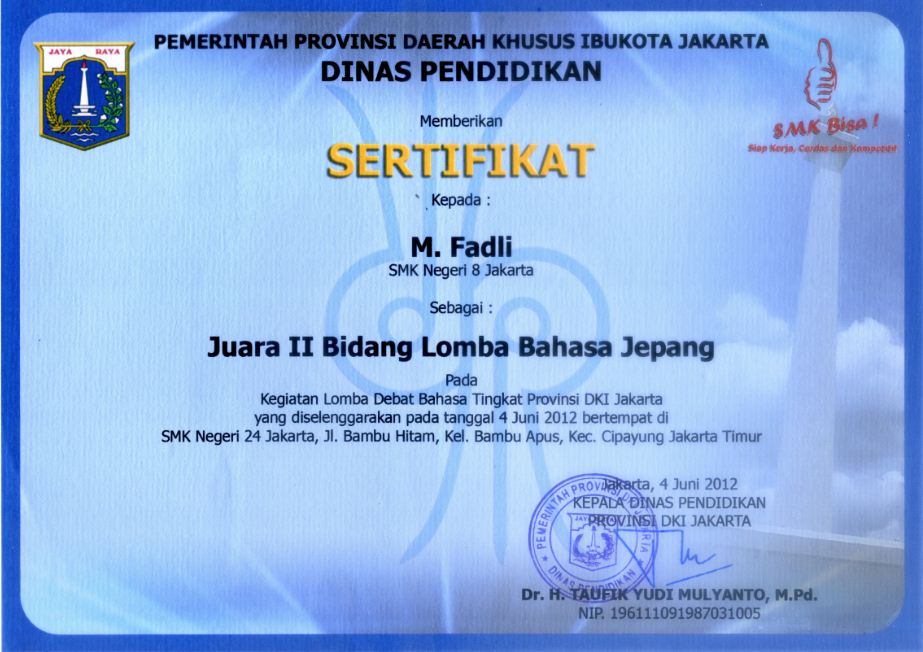 JAYA RAYA
PEMERINTAH PROVINSI DAERAH KHUSUS IBUKOTA JAKARTA
DINAS PENDIDIKAN
SMK Bisa !
Siap Kerja, Cerdas dan Kompetitif
Memberikan
SERTIFIKAT
Kepada :
M. Fadli
SMK Negeri 8 Jakarta
Sebagai :
Juara II Bidang Lomba Bahasa Jepang
Pada
Kegiatan Lomba Debat Bahasa Tingkat Provinsi DKI Jakarta
yang diselenggarakan pada tanggal 4 Juni 2012 bertempat di
SMK Negeri 24 Jakarta, Jl. Bambu Hitam, Kel. Bambu Apus, Kec. Cipayung Jakarta Timur
Jakarta, 4 Juni 2012
KEPALA DINAS PENDIDIKAN
PROVINSI DKI JAKARTA
PEMERINTAH PROVINSI DKI JAKARTA
DINAS PENDIDIKAN
Dr. H. TAUFIK YUDI MULYANTO, M.Pd.
NIP. 196111091987031005